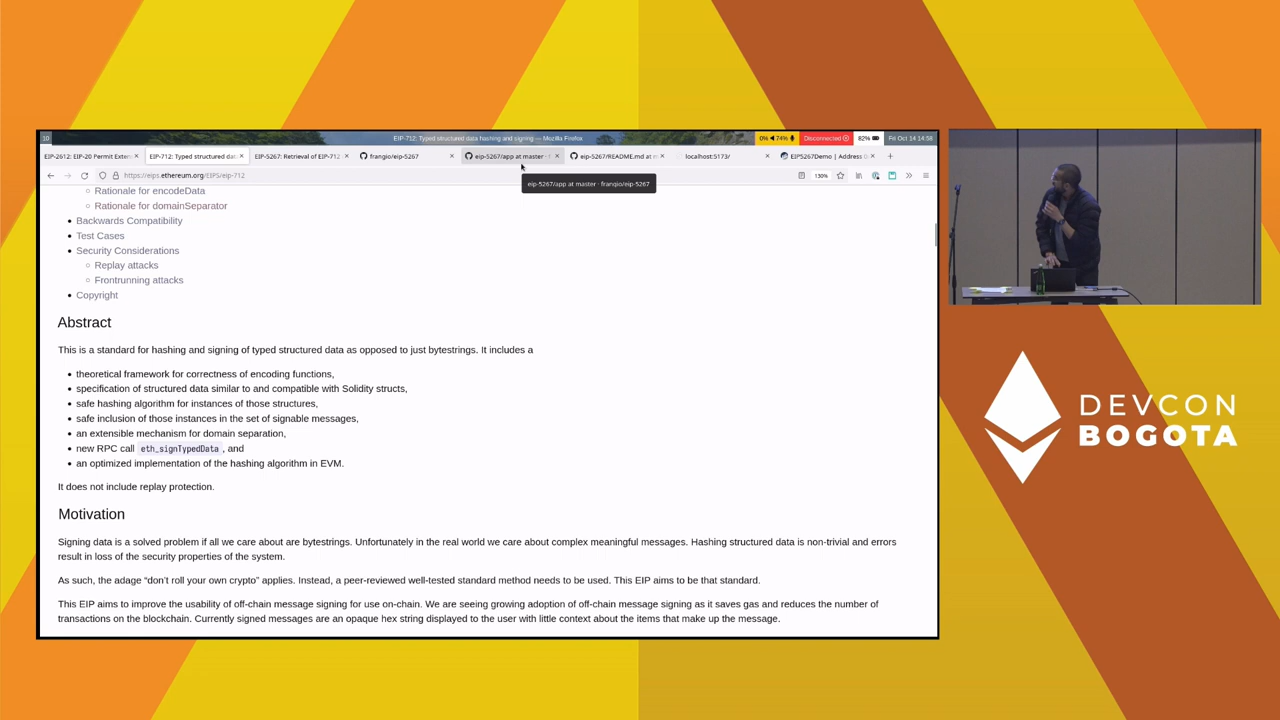 10
EIP-712: Typed structured data hashing and signing — Mozilla Firefox
0% 74%
Disconnected
82%
Fri Oct 14 14:58
EIP-2612: EIP-20 Permit Exten
EIP-712: Typed structured dat
EIP-5267: Retrieval of EIP-712
frangio/eip-5267
eip-5267/app at master ·
eip-5267/README.md at m
localhost:5173/
EIP5267Demo | Address
https://eips.ethereum.org/EIPS/eip-712
130%
eip-5267/app at master · frangio/eip-5267
Rationale for encodeData
Rationale for domainSeparator
Backwards Compatibility
Test Cases
Security Considerations
Replay attacks
Frontrunning attacks
Copyright
Abstract
This is a standard for hashing and signing of typed structured data as opposed to just bytestrings. It includes a
theoretical framework for correctness of encoding functions,
specification of structured data similar to and compatible with Solidity structs,
safe hashing algorithm for instances of those structures,
safe inclusion of those instances in the set of signable messages,
an extensible mechanism for domain separation,
new RPC call eth_signTypedData, and
an optimized implementation of the hashing algorithm in EVM.
It does not include replay protection.
Motivation
Signing data is a solved problem if all we care about are bytestrings. Unfortunately in the real world we care about complex meaningful messages. Hashing structured data is non-trivial and errors
result in loss of the security properties of the system.
As such, the adage “don’t roll your own crypto” applies. Instead, a peer-reviewed well-tested standard method needs to be used. This EIP aims to be that standard.
This EIP aims to improve the usability of off-chain message signing for use on-chain. We are seeing growing adoption of off-chain message signing as it saves gas and reduces the number of
transactions on the blockchain. Currently signed messages are an opaque hex string displayed to the user with little context about the items that make up the message.
DEVCON
BOGOTA